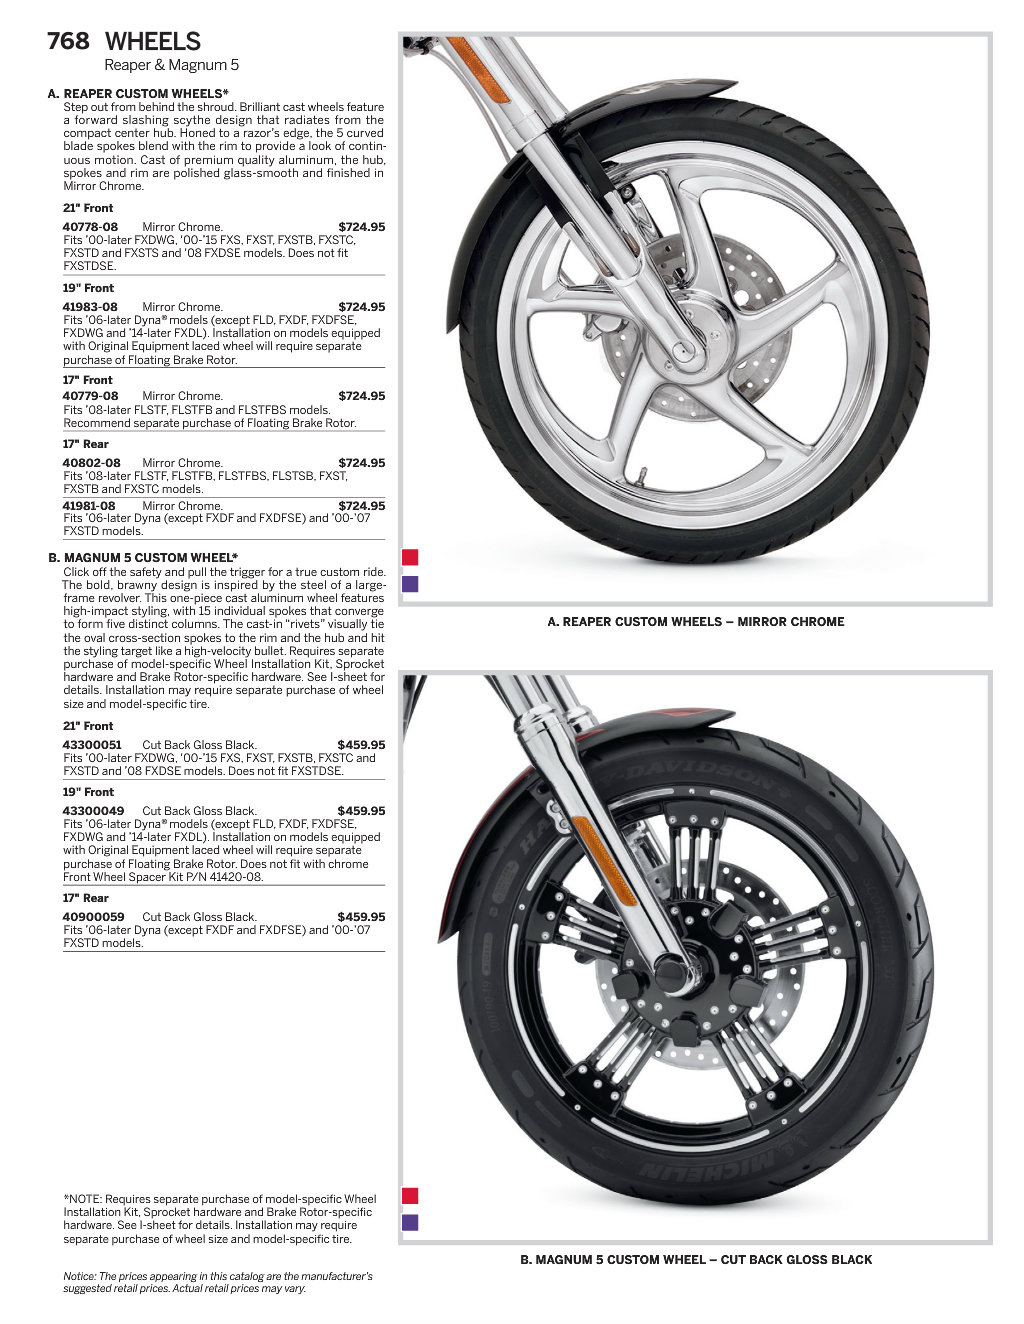 768 WHEELS
Reaper & Magnum 5
A. REAPER CUSTOM WHEELS*
Step out from behind the shroud. Brilliant cast wheels feature
a forward slashing scythe design that radiates from the
compact center hub. Honed to a razor's edge, the 5 curved
blade spokes blend with the rim to provide a look of contin-
uous motion. Cast of premium quality aluminum, the hub,
spokes and rim are polished glass-smooth and finished in
Mirror Chrome.
21" Front
40778-08 Mirror Chrome. $724.95
Fits '00-later FXDWG, '00-'15 FXS, FXST, FXSTB, FXSTC,
FXSTD and FXSTS and '08 FXDSE models. Does not fit
FXSTDSE.
19" Front
41983-08 Mirror Chrome. $724.95
Fits '06-later Dyna® models (except FLD, FXDF, FXDFSE,
FXDWG and '14-later FXDL). Installation on models equipped
with Original Equipment laced wheel will require separate
purchase of Floating Brake Rotor.
17" Front
40779-08 Mirror Chrome. $724.95
Fits '08-later FLSTF, FLSTFB and FLSTFBS models.
Recommend separate purchase of Floating Brake Rotor.
17" Rear
40802-08 Mirror Chrome. $724.95
Fits '08-later FLSTF, FLSTFB, FLSTFBS, FLSTSB, FXST,
FXSTB and FXSTC models.
41981-08 Mirror Chrome. $724.95
Fits '06-later Dyna (except FXDF and FXDFSE) and '00-'07
FXSTD models.
B. MAGNUM 5 CUSTOM WHEEL*
Click off the safety and pull the trigger for a true custom ride.
The bold, brawny design is inspired by the steel of a large-
frame revolver. This one-piece cast aluminum wheel features
high-impact styling, with 15 individual spokes that converge
to form five distinct columns. The cast-in “rivets” visually tie
the oval cross-section spokes to the rim and the hub and hit
the styling target like a high-velocity bullet. Requires separate
purchase of model-specific Wheel Installation Kit, Sprocket
hardware and Brake Rotor-specific hardware. See I-sheet for
details. Installation may require separate purchase of wheel
size and model-specific tire.
21" Front
43300051 Cut Back Gloss Black. $459.95
Fits '00-later FXDWG, '00-'15 FXS, FXST, FXSTB, FXSTC and
FXSTD and '08 FXDSE models. Does not fit FXSTDSE.
19" Front
43300049 Cut Back Gloss Black. $459.95
Fits '06-later Dyna® models (except FLD, FXDF, FXDFSE,
FXDWG and '14-later FXDL). Installation on models equipped
with Original Equipment laced wheel will require separate
purchase of Floating Brake Rotor. Does not fit with chrome
Front Wheel Spacer Kit P/N 41420-08.
17" Rear
40900059 Cut Back Gloss Black. $459.95
Fits '06-later Dyna (except FXDF and FXDFSE) and '00-'07
FXSTD models.
*NOTE: Requires separate purchase of model-specific Wheel
Installation Kit, Sprocket hardware and Brake Rotor-specific
hardware. See I-sheet for details. Installation may require
separate purchase of wheel size and model-specific tire.
Notice: The prices appearing in this catalog are the manufacturer's
suggested retail prices. Actual retail prices may vary.
A. REAPER CUSTOM WHEELS – MIRROR CHROME
-DAVIDSON
MICHELIN
B. MAGNUM 5 CUSTOM WHEEL – CUT BACK GLOSS BLACK